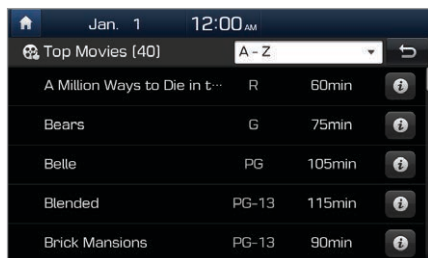 Jan. 1 12:00 AM
Top Movies (40) A - Z
A Million Ways to Die in t··· R 60min
Bears G 75min
Belle PG 105min
Blended PG-13 115min
Brick Mansions PG-13 90min